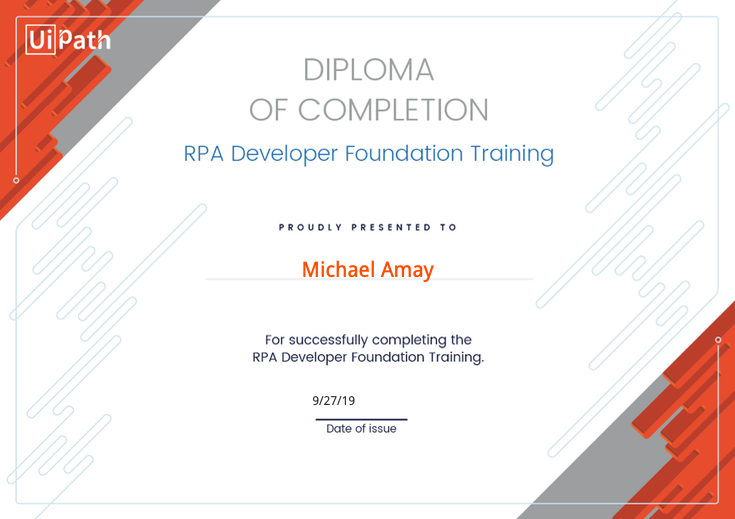 UiPath
DIPLOMA
OF COMPLETION
RPA Developer Foundation Training
PROUDLY PRESENTED TO
Michael Amay
For successfully completing the
RPA Developer Foundation Training.
9/27/19
Date of issue